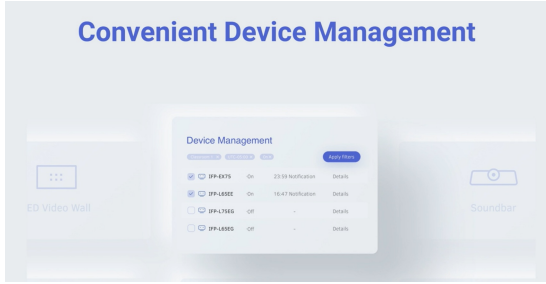 Convenient Device Management
Device Management
Apply filters
IFP-EX75 On 23:59 Notification Details
IFP-L85EE On 16:47 Notification Details
IFP-L75EG Off - Details
IFP-L65EG Off - Details
ED Video Wall
Soundbar